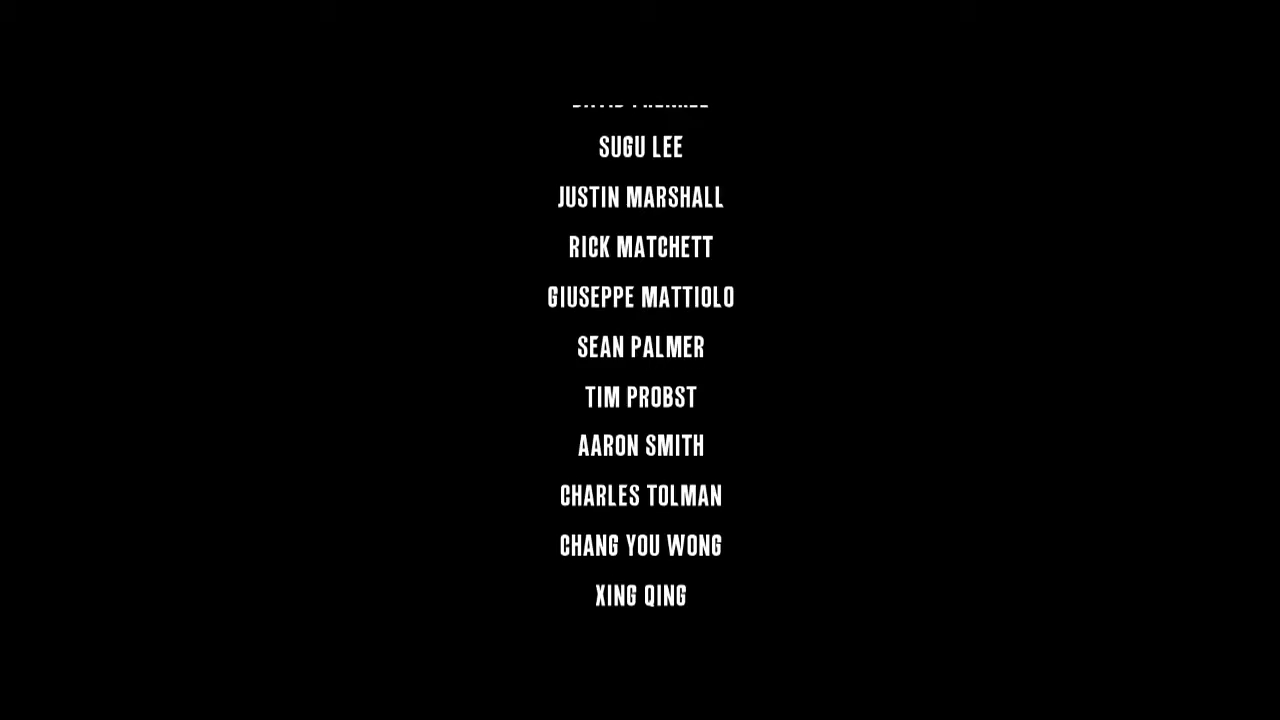 SUGU LEE
JUSTIN MARSHALL
RICK MATCHETT
GIUSEPPE MATTIOLO
SEAN PALMER
TIM PROBST
AARON SMITH
CHARLES TOLMAN
CHANG YOU WONG
XING QING